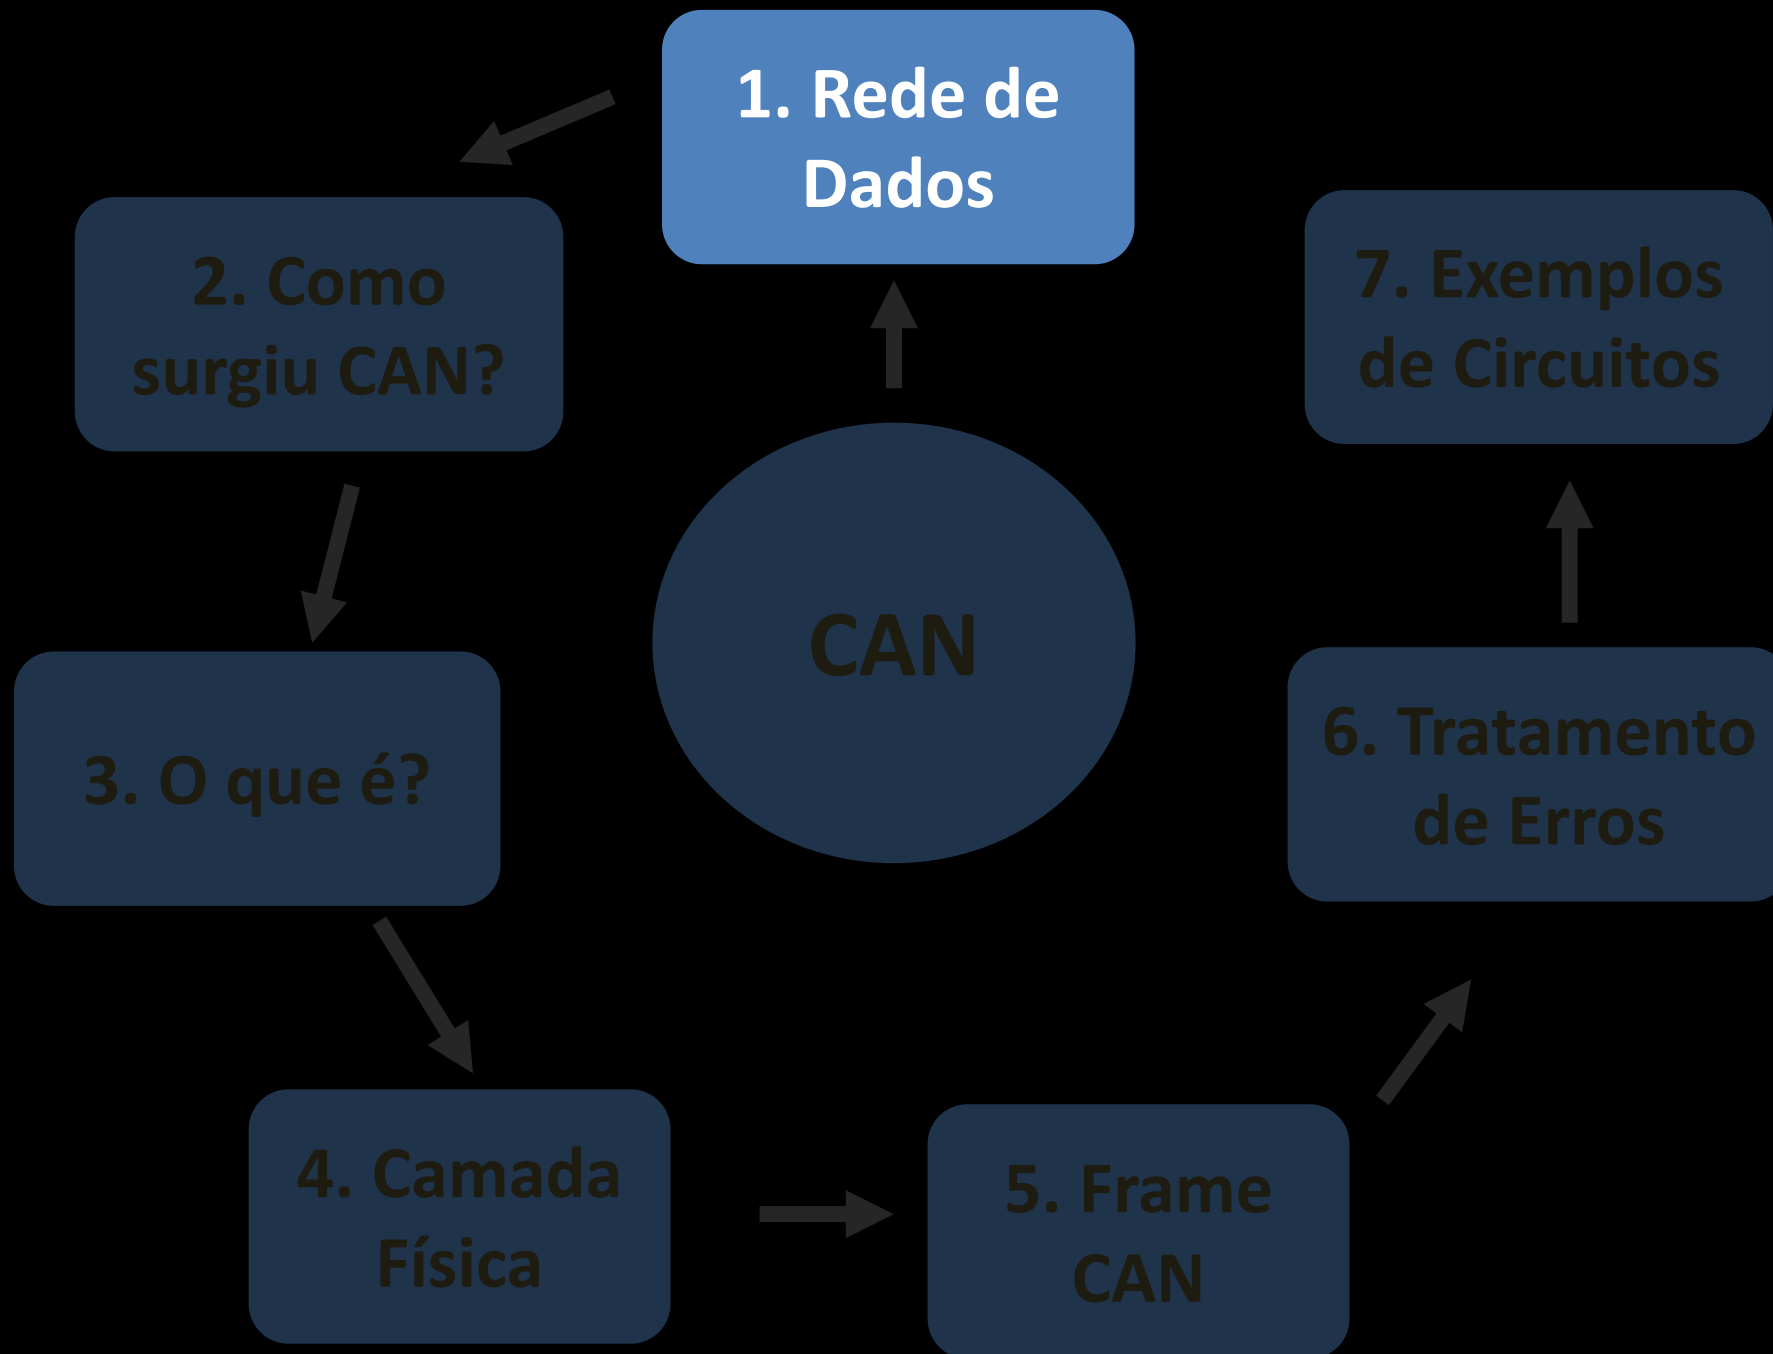 1. Rede de
Dados
2. Como
surgiu CAN?
3. O que é?
4. Camada
Física
5. Frame
CAN
6. Tratamento
de Erros
7. Exemplos
de Circuitos
CAN